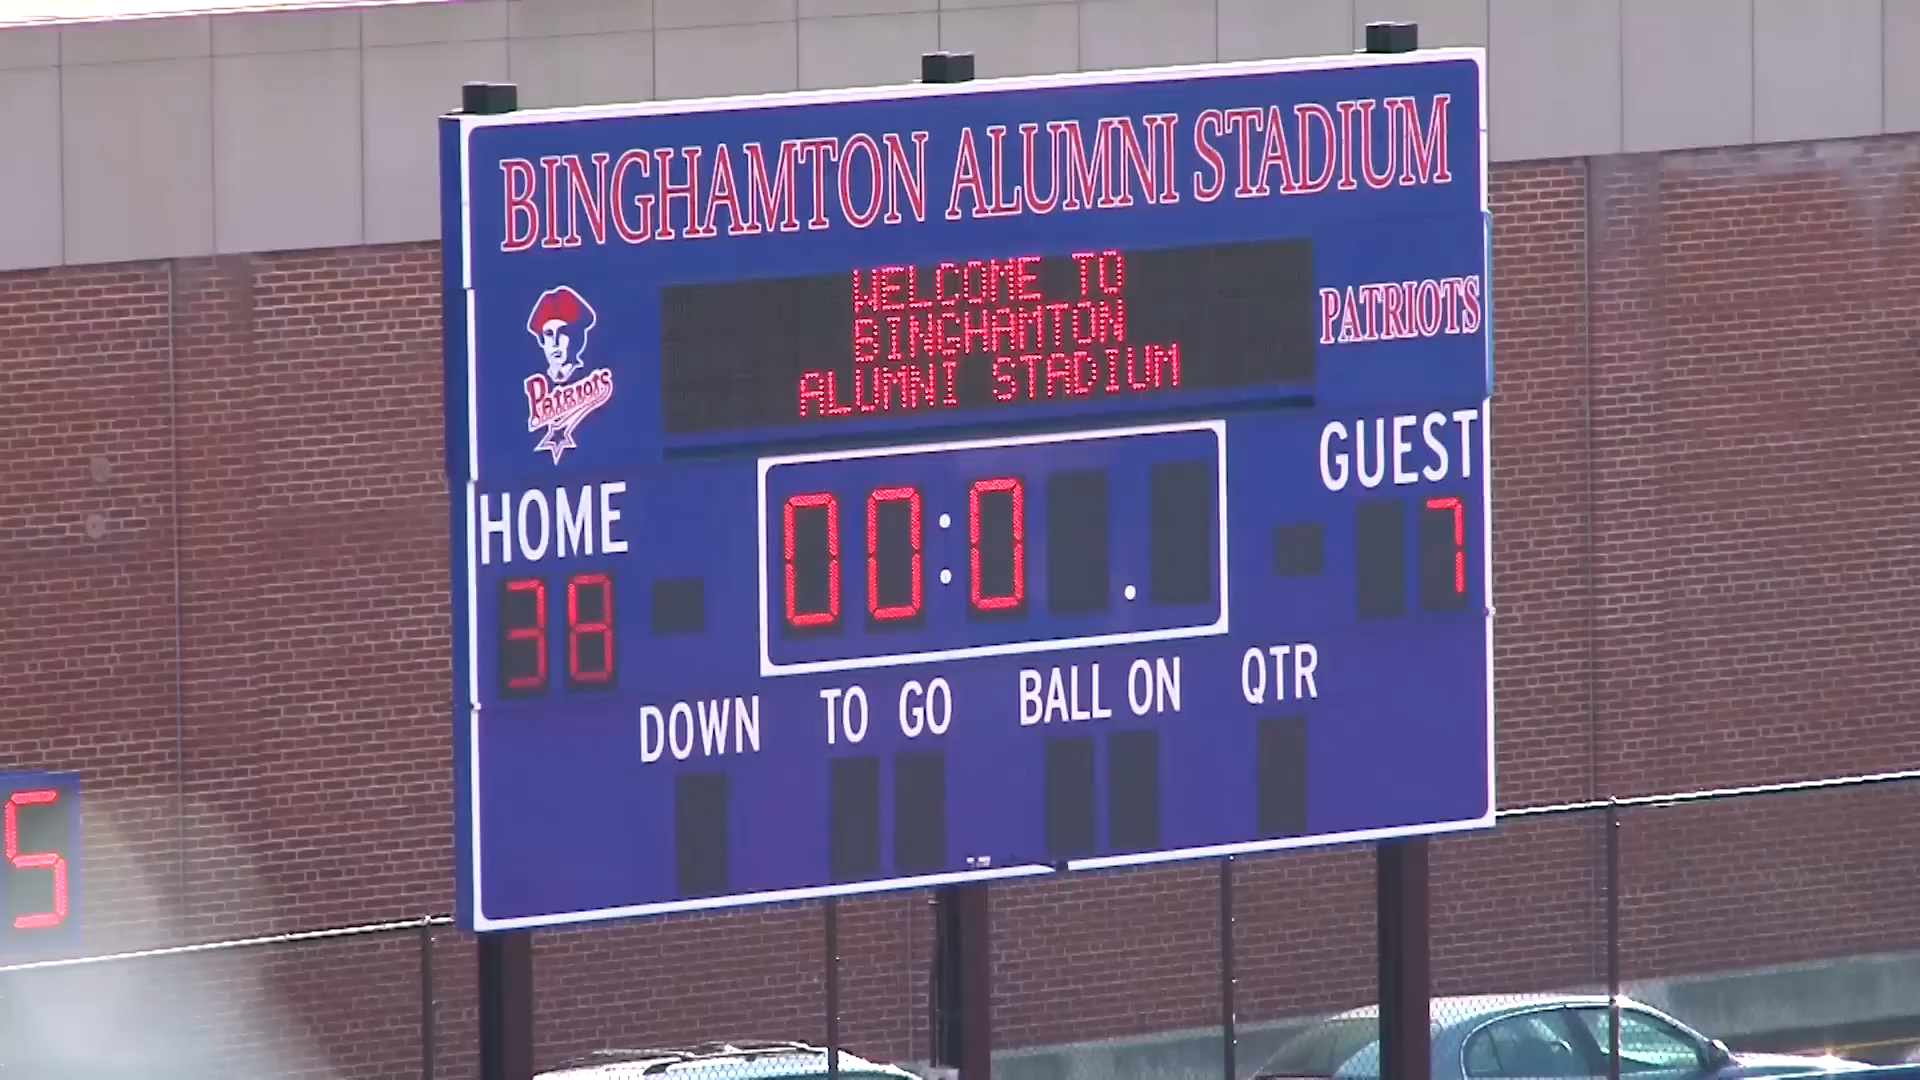 BINGHAMTON ALUMNI STADIUM
WELCOME TO
BINGHAMTON
ALUMNI STADIUM
Patriots
PATRIOTS
HOME
GUEST
38
00:0 .
7
DOWN TO GO BALL ON QTR
5